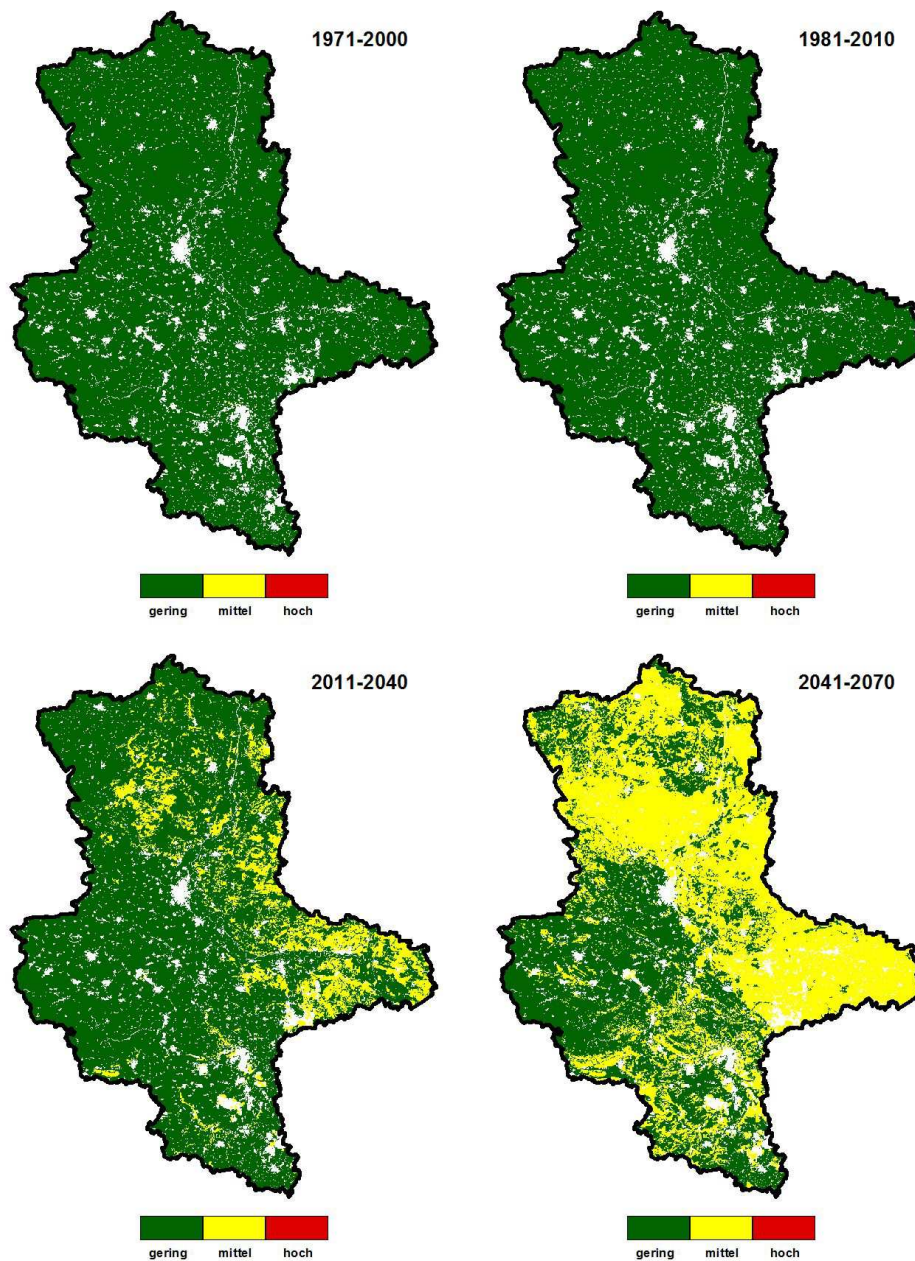 1971-2000
1981-2010
gering mittel hoch
gering mittel hoch
2011-2040
2041-2070
gering mittel hoch
gering mittel hoch